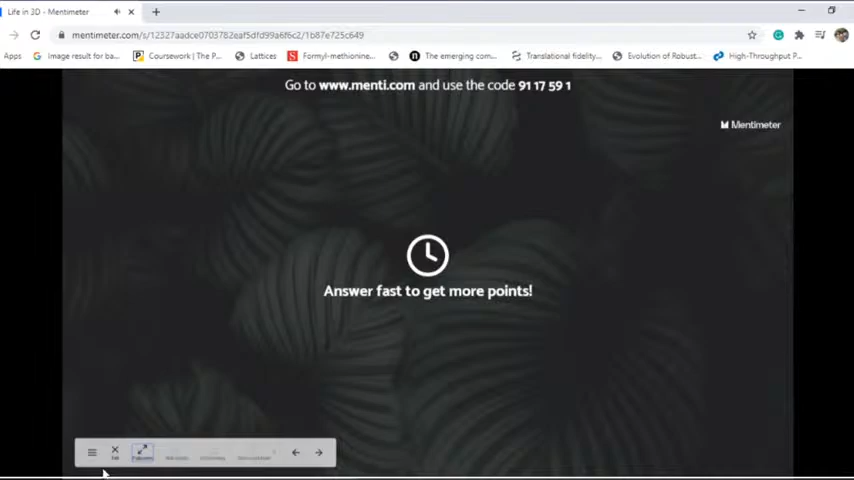 Life in 3D - Mentimeter
mentimeter.com/s/12327aadce0703782eaf5dfd99a6f6c2/1b87e725c649
Apps
Image result for ba...
Coursework | The P...
Lattices
Formyl-methionine...
The emerging com...
Translational fidelity...
Evolution of Robust...
High-Throughput P...
Go to www.menti.com and use the code 91 17 59 1
Mentimeter
Answer fast to get more points!